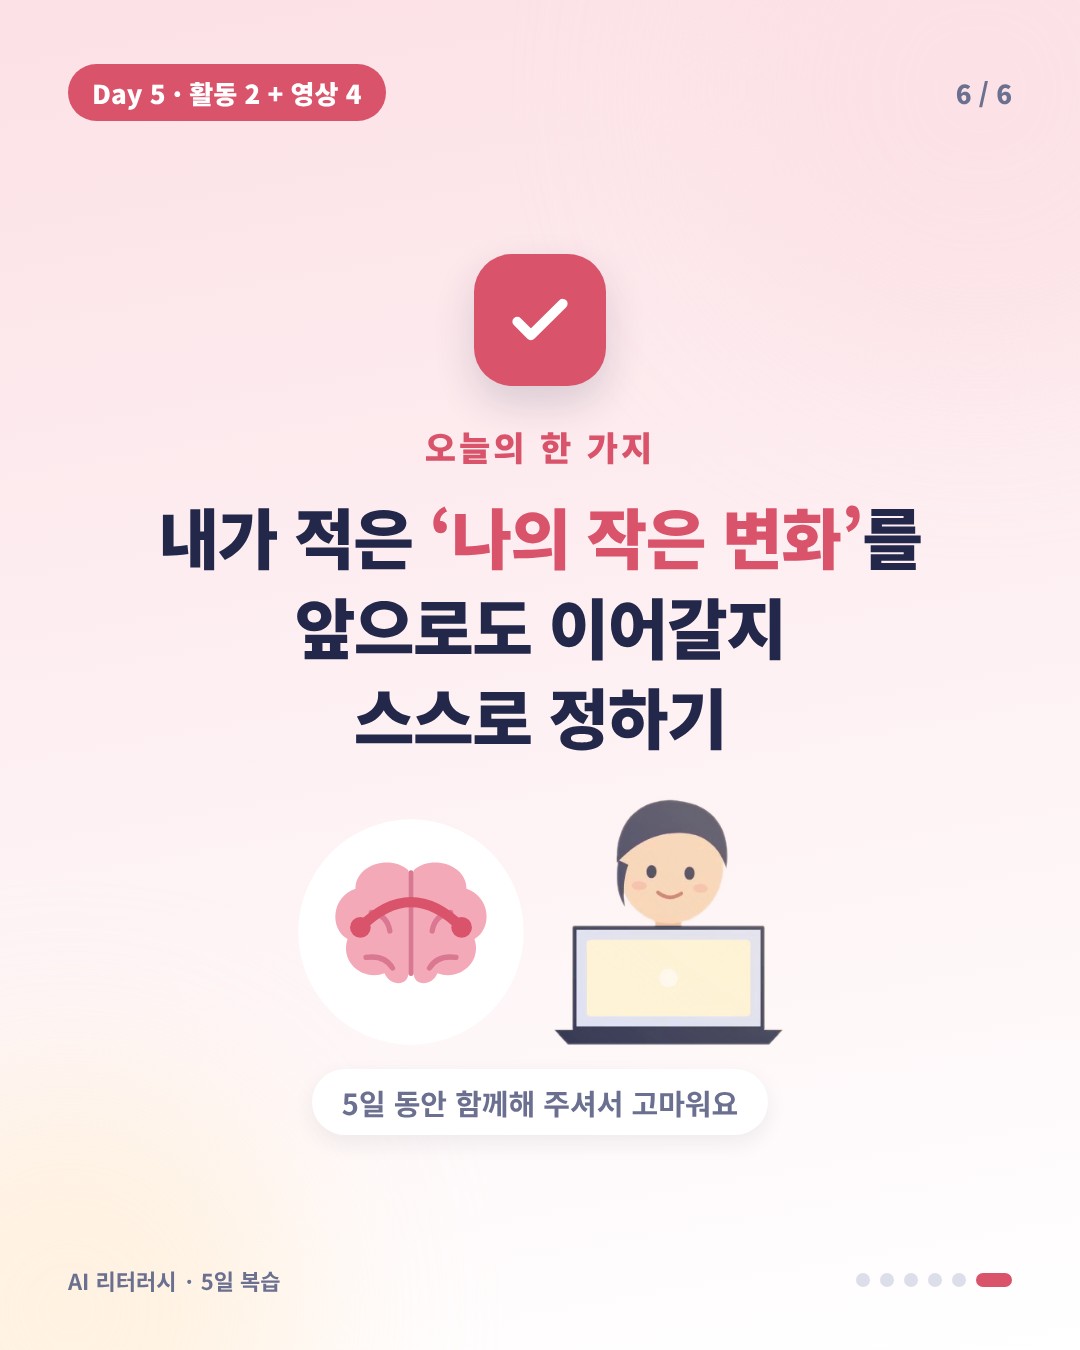 Day 5 · 활동 2 + 영상 4
6 / 6
오늘의 한 가지
내가 적은 ‘나의 작은 변화’를
앞으로도 이어갈지
스스로 정하기
5일 동안 함께해 주셔서 고마워요
AI 리터러시 · 5일 복습